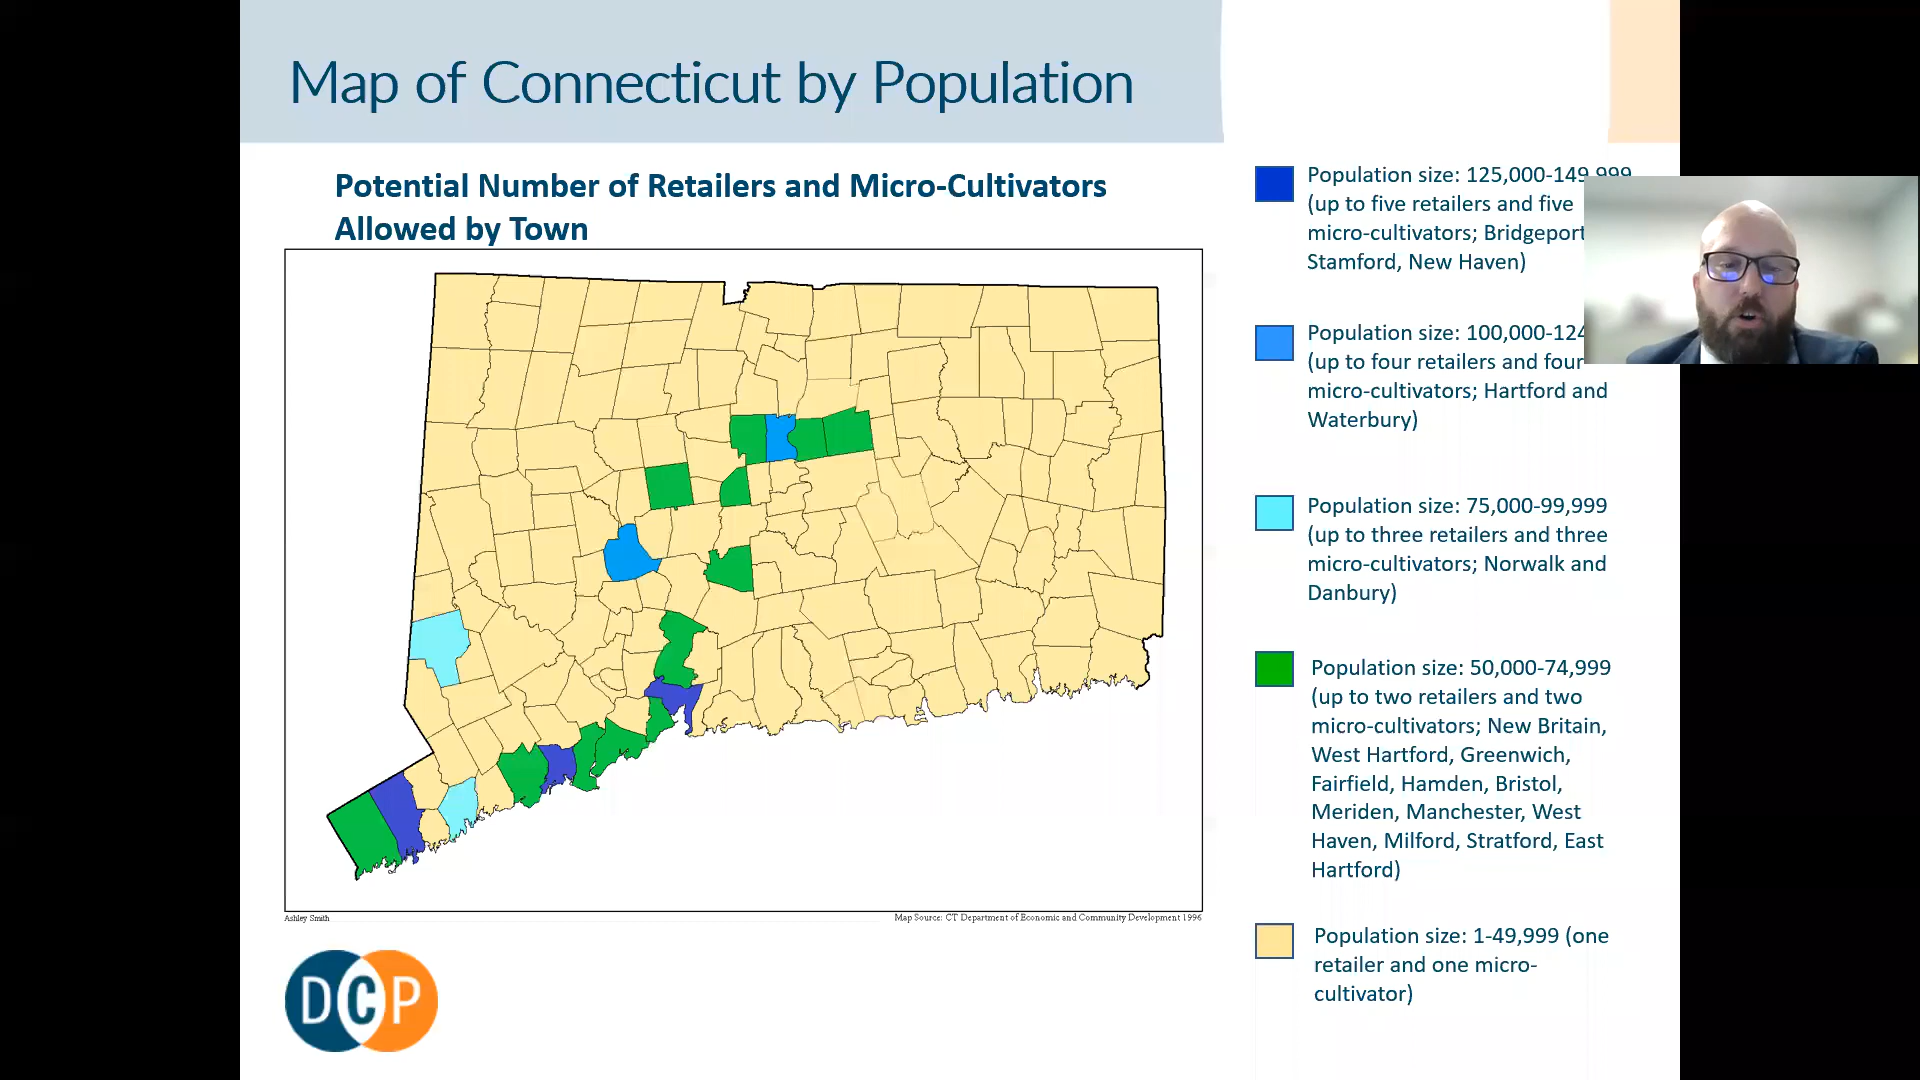 Map of Connecticut by Population
Potential Number of Retailers and Micro-Cultivators
Allowed by Town
Population size: 125,000-149,999
(up to five retailers and five
micro-cultivators; Bridgeport
Stamford, New Haven)
Population size: 100,000-124
(up to four retailers and four
micro-cultivators; Hartford and
Waterbury)
Population size: 75,000-99,999
(up to three retailers and three
micro-cultivators; Norwalk and
Danbury)
Population size: 50,000-74,999
(up to two retailers and two
micro-cultivators; New Britain,
West Hartford, Greenwich,
Fairfield, Hamden, Bristol,
Meriden, Manchester, West
Haven, Milford, Stratford, East
Hartford)
Population size: 1-49,999 (one
retailer and one micro-
cultivator)
Ashley Smith
Map Source: CT Department of Economic and Community Development 1996
DCP